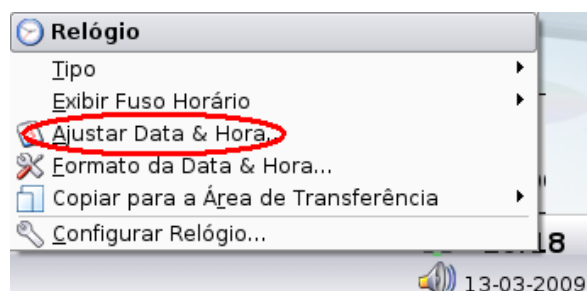 Relógio
Tipo
Exibir Fuso Horário
Ajustar Data & Hora...
Formato da Data & Hora...
Copiar para a Área de Transferência
Configurar Relógio...
18
13-03-2009